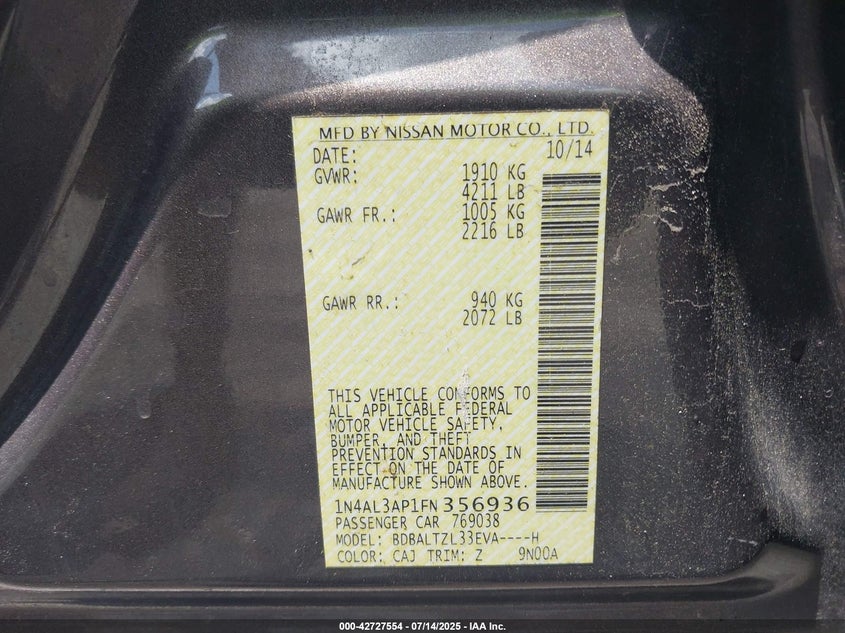 MFD BY NISSAN MOTOR CO., LTD.
DATE: 10/14
GVWR: 1910 KG
4211 LB
GAWR FR.: 1005 KG
2216 LB
GAWR RR.: 940 KG
2072 LB
THIS VEHICLE CONFORMS TO
ALL APPLICABLE FEDERAL
MOTOR VEHICLE SAFETY,
BUMPER, AND THEFT
PREVENTION STANDARDS IN
EFFECT ON THE DATE OF
MANUFACTURE SHOWN ABOVE.
1N4AL3AP1FN356936
PASSENGER CAR 769038
MODEL: BDBALTZL33EVA----H
COLOR: CAJ TRIM: Z 9N00A
000-42727554 - 07/14/2025 - IAA Inc.